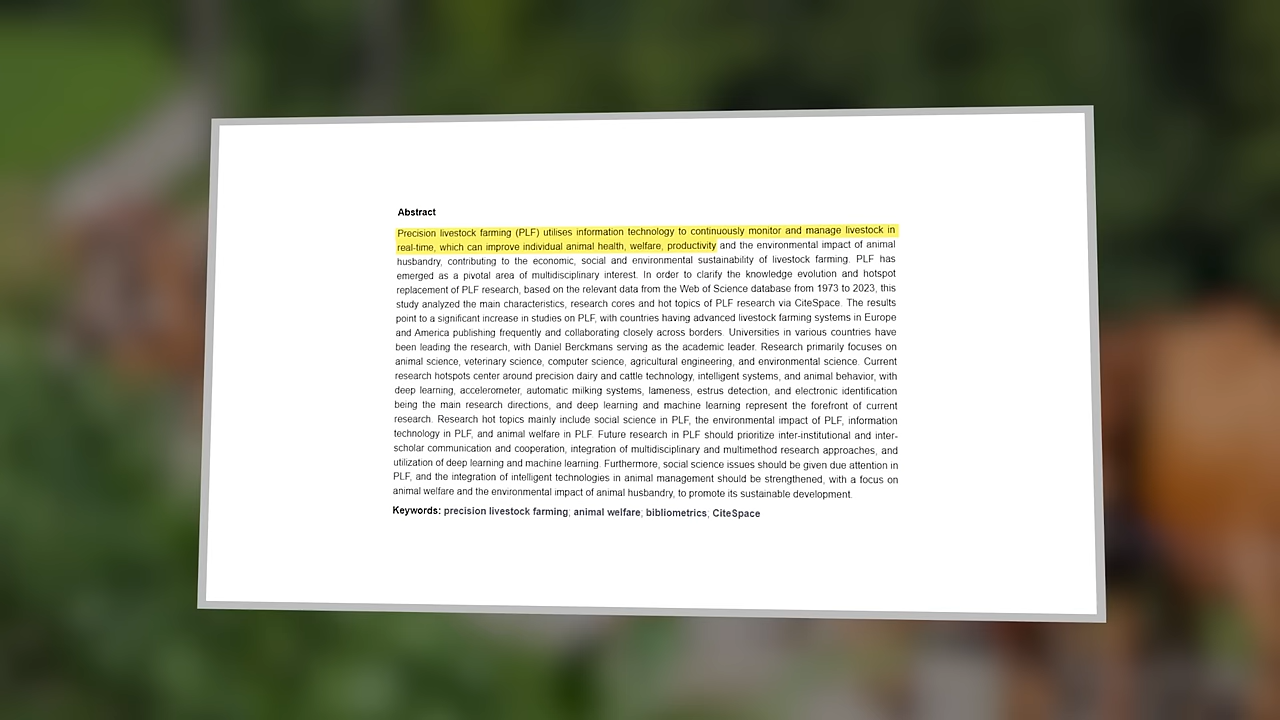 Abstract
Precision livestock farming (PLF) utilises information technology to continuously monitor and manage livestock in
real-time, which can improve individual animal health, welfare, productivity and the environmental impact of animal
husbandry, contributing to the economic, social and environmental sustainability of livestock farming. PLF has
emerged as a pivotal area of multidisciplinary interest. In order to clarify the knowledge evolution and hotspot
replacement of PLF research, based on the relevant data from the Web of Science database from 1973 to 2023, this
study analyzed the main characteristics, research cores and hot topics of PLF research via CiteSpace. The results
point to a significant increase in studies on PLF, with countries having advanced livestock farming systems in Europe
and America publishing frequently and collaborating closely across borders. Universities in various countries have
been leading the research, with Daniel Berckmans serving as the academic leader. Research primarily focuses on
animal science, veterinary science, computer science, agricultural engineering, and environmental science. Current
research hotspots center around precision dairy and cattle technology, intelligent systems, and animal behavior, with
deep learning, accelerometer, automatic milking systems, lameness, estrus detection, and electronic identification
being the main research directions, and deep learning and machine learning represent the forefront of current
research. Research hot topics mainly include social science in PLF, the environmental impact of PLF, information
technology in PLF, and animal welfare in PLF. Future research in PLF should prioritize inter-institutional and inter-
scholar communication and cooperation, integration of multidisciplinary and multimethod research approaches, and
utilization of deep learning and machine learning. Furthermore, social science issues should be given due attention in
PLF, and the integration of intelligent technologies in animal management should be strengthened, with a focus on
animal welfare and the environmental impact of animal husbandry, to promote its sustainable development.
Keywords: precision livestock farming; animal welfare; bibliometrics; CiteSpace